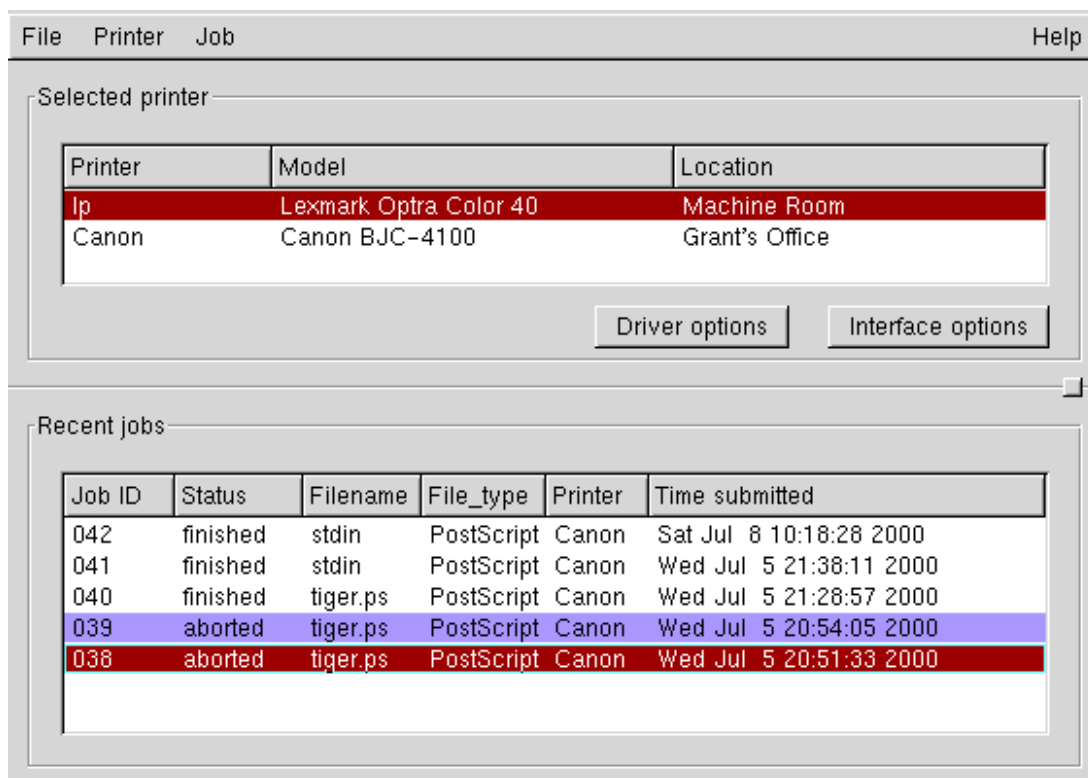 File Printer Job Help
Selected printer
Printer Model Location
lp Lexmark Optra Color 40 Machine Room
Canon Canon BJC-4100 Grant's Office
Driver options Interface options
Recent jobs
Job ID Status Filename File_type Printer Time submitted
042 finished stdin PostScript Canon Sat Jul 8 10:18:28 2000
041 finished stdin PostScript Canon Wed Jul 5 21:38:11 2000
040 finished tiger.ps PostScript Canon Wed Jul 5 21:28:57 2000
039 aborted tiger.ps PostScript Canon Wed Jul 5 20:54:05 2000
038 aborted tiger.ps PostScript Canon Wed Jul 5 20:51:33 2000